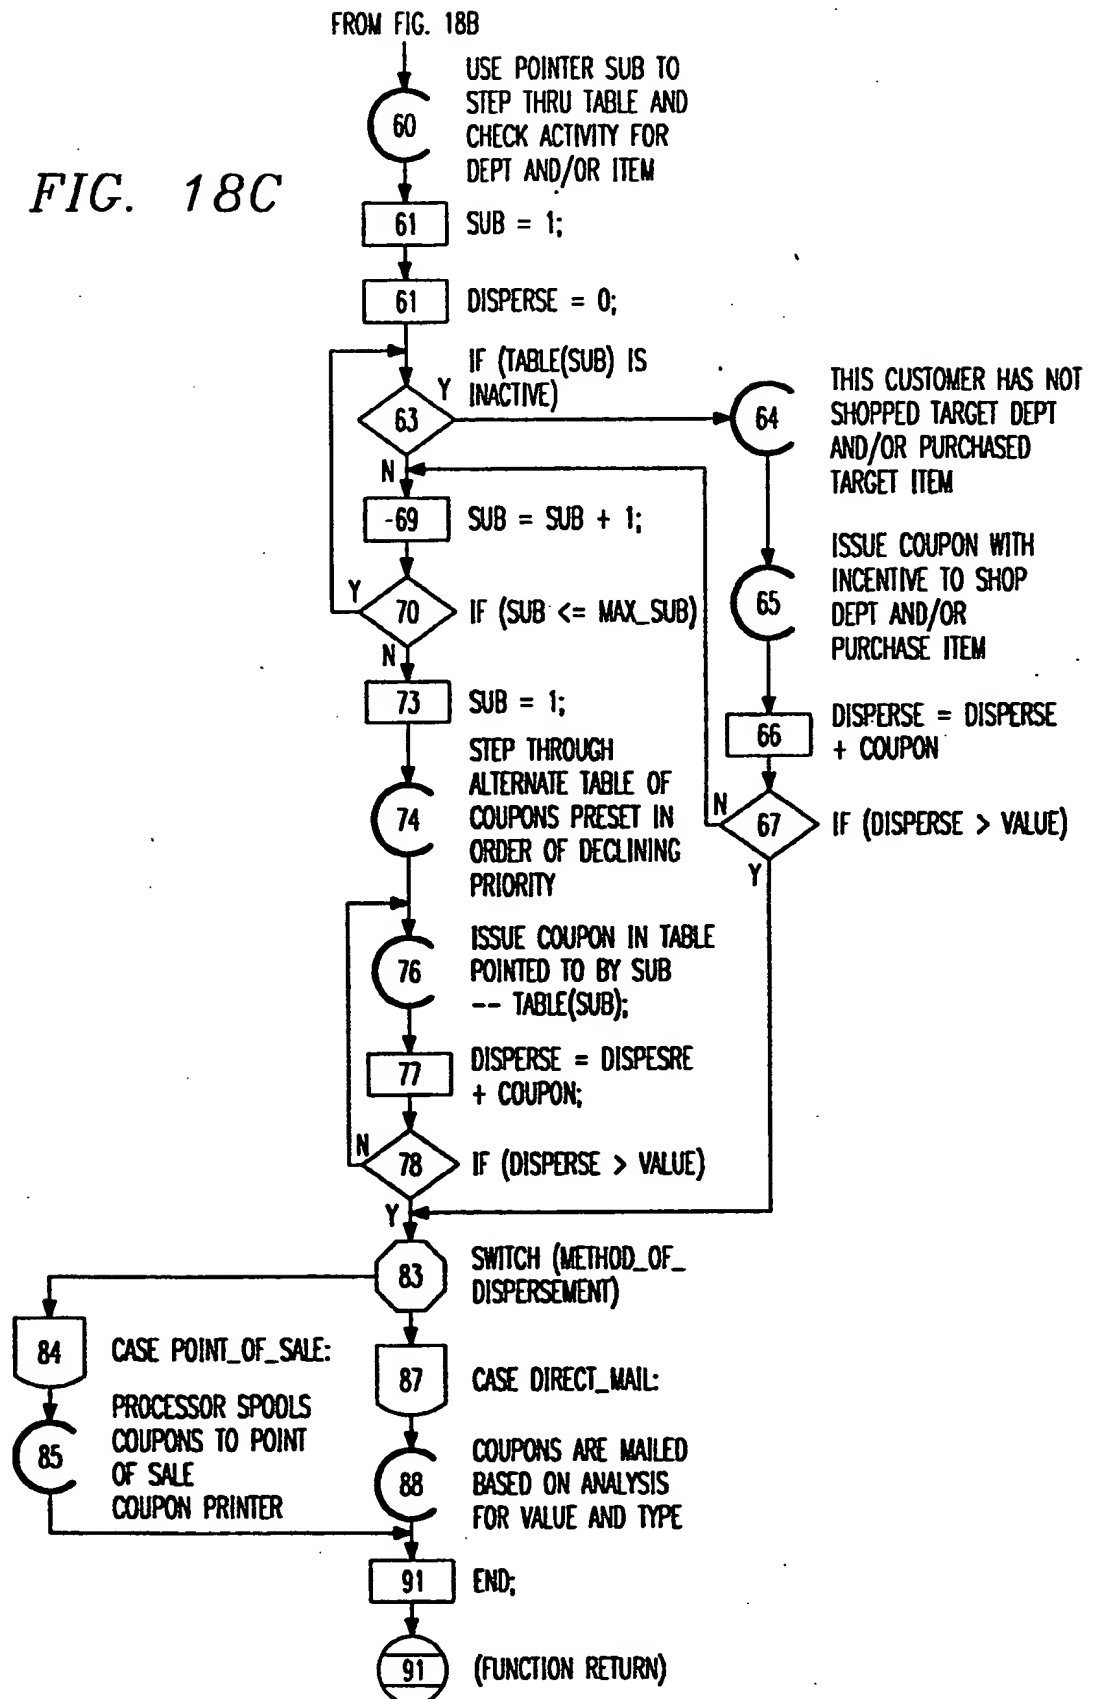 FROM FIG. 18B
USE POINTER SUB TO
STEP THRU TABLE AND
CHECK ACTIVITY FOR
DEPT AND/OR ITEM
60
FIG. 18C
61
SUB = 1;
61
DISPERSE = 0;
IF (TABLE(SUB) IS
INACTIVE)
Y
63
N
64
THIS CUSTOMER HAS NOT
SHOPPED TARGET DEPT
AND/OR PURCHASED
TARGET ITEM
-69
SUB = SUB + 1;
65
ISSUE COUPON WITH
INCENTIVE TO SHOP
DEPT AND/OR
PURCHASE ITEM
Y
70
IF (SUB <= MAX_SUB)
N
73
SUB = 1;
66
DISPERSE = DISPERSE
+ COUPON
STEP THROUGH
ALTERNATE TABLE OF
COUPONS PRESET IN
ORDER OF DECLINING
PRIORITY
74
N
67
IF (DISPERSE > VALUE)
Y
76
ISSUE COUPON IN TABLE
POINTED TO BY SUB
-- TABLE(SUB);
77
DISPERSE = DISPESRE
+ COUPON;
N
78
IF (DISPERSE > VALUE)
Y
83
SWITCH (METHOD_OF_
DISPERSEMENT)
84
CASE POINT_OF_SALE:
87
CASE DIRECT_MAIL:
85
PROCESSOR SPOOLS
COUPONS TO POINT
OF SALE
COUPON PRINTER
88
COUPONS ARE MAILED
BASED ON ANALYSIS
FOR VALUE AND TYPE
91
END;
91
(FUNCTION RETURN)